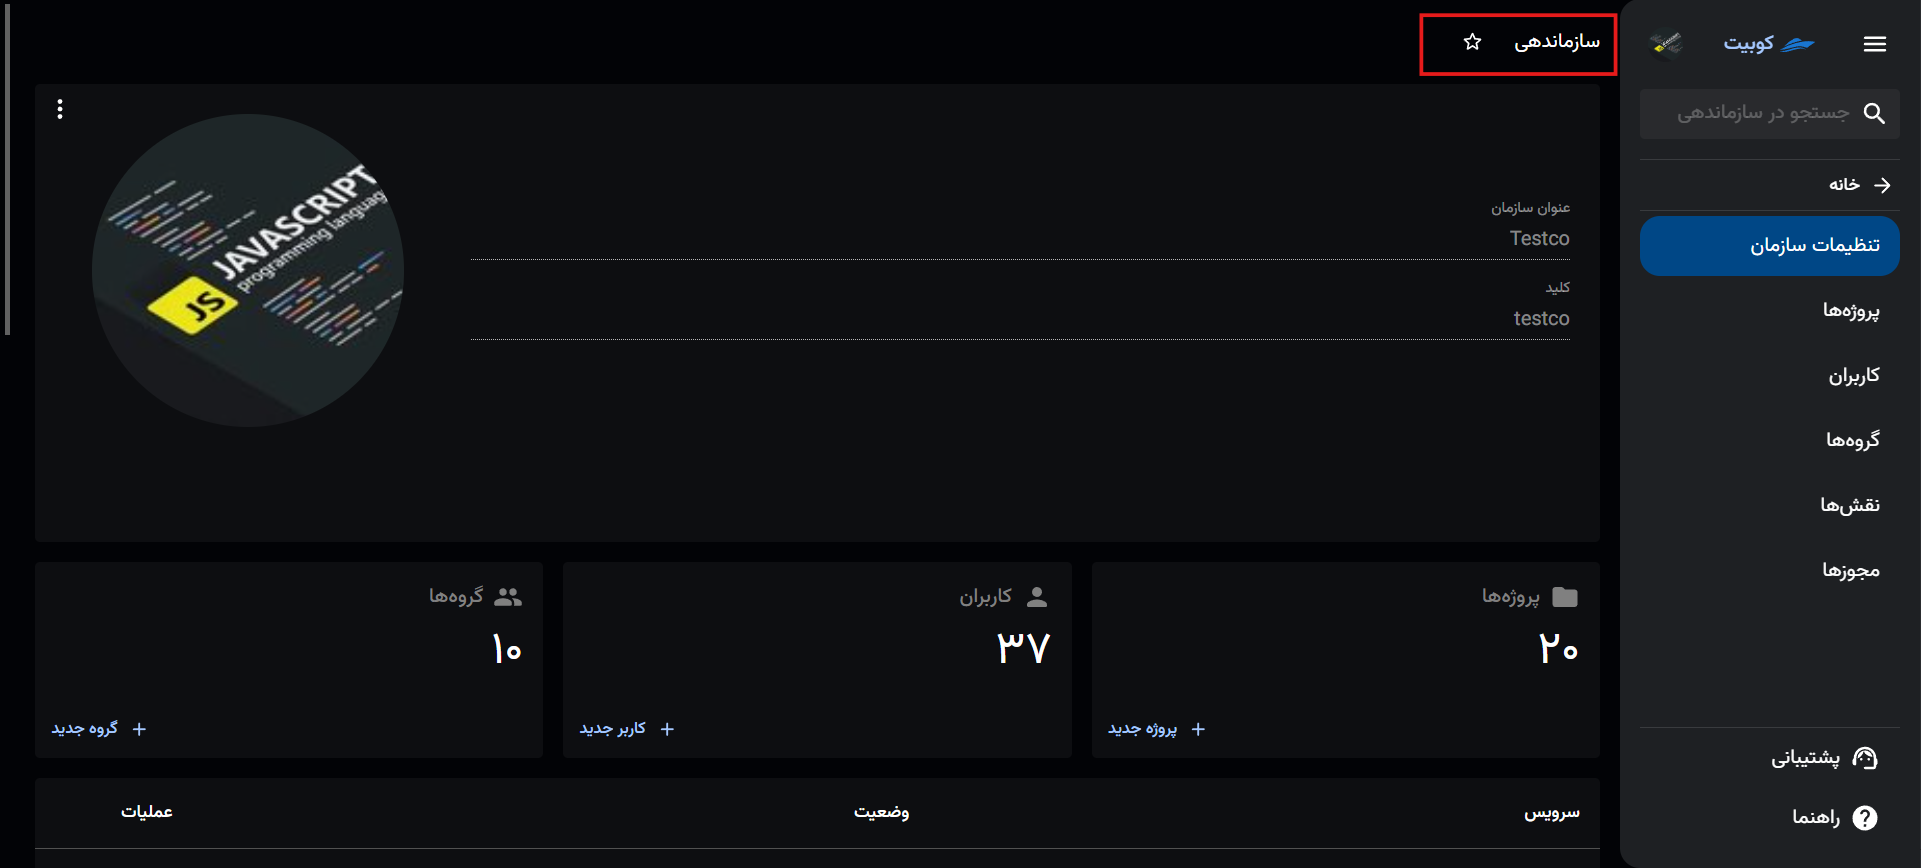 کوبیت
جستجو در سازماندهی
خانه
تنظیمات سازمان
پروژه‌ها
کاربران
گروه‌ها
نقش‌ها
مجوزها
پشتیبانی
راهنما
سازماندهی
عنوان سازمان
Testco
کلید
testco
JAVASCRIPT
programming languag
JS
پروژه‌ها
۲۰
پروژه جدید
کاربران
۳۷
کاربر جدید
گروه‌ها
۱۰
گروه جدید
سرویس وضعیت عملیات